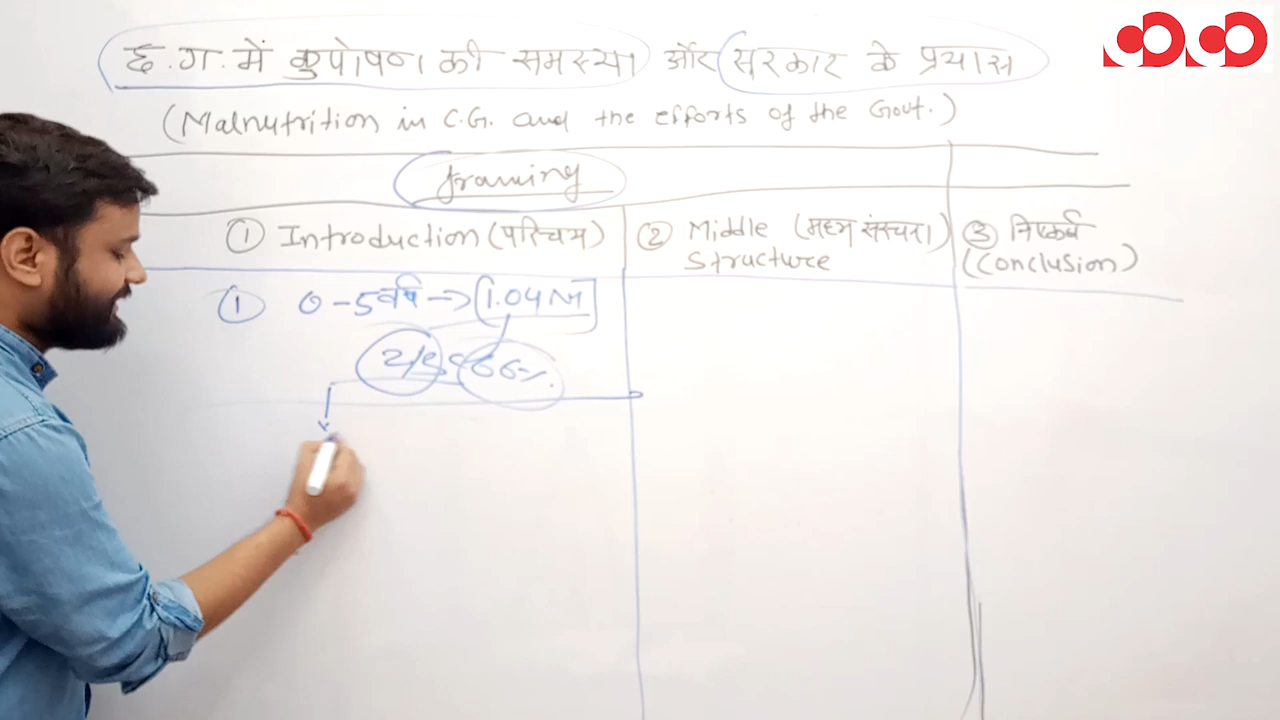 छ.ग. में कुपोषण की समस्या और सरकार के प्रयास
(Malnutrition in C.G. and the efforts of the Govt.)
framing
① Introduction (परिचय)
② Middle (मध्य संरचना)
Structure
③ निष्कर्ष
(Conclusion)
① 0-5 वर्ष → 1.04 M
66%